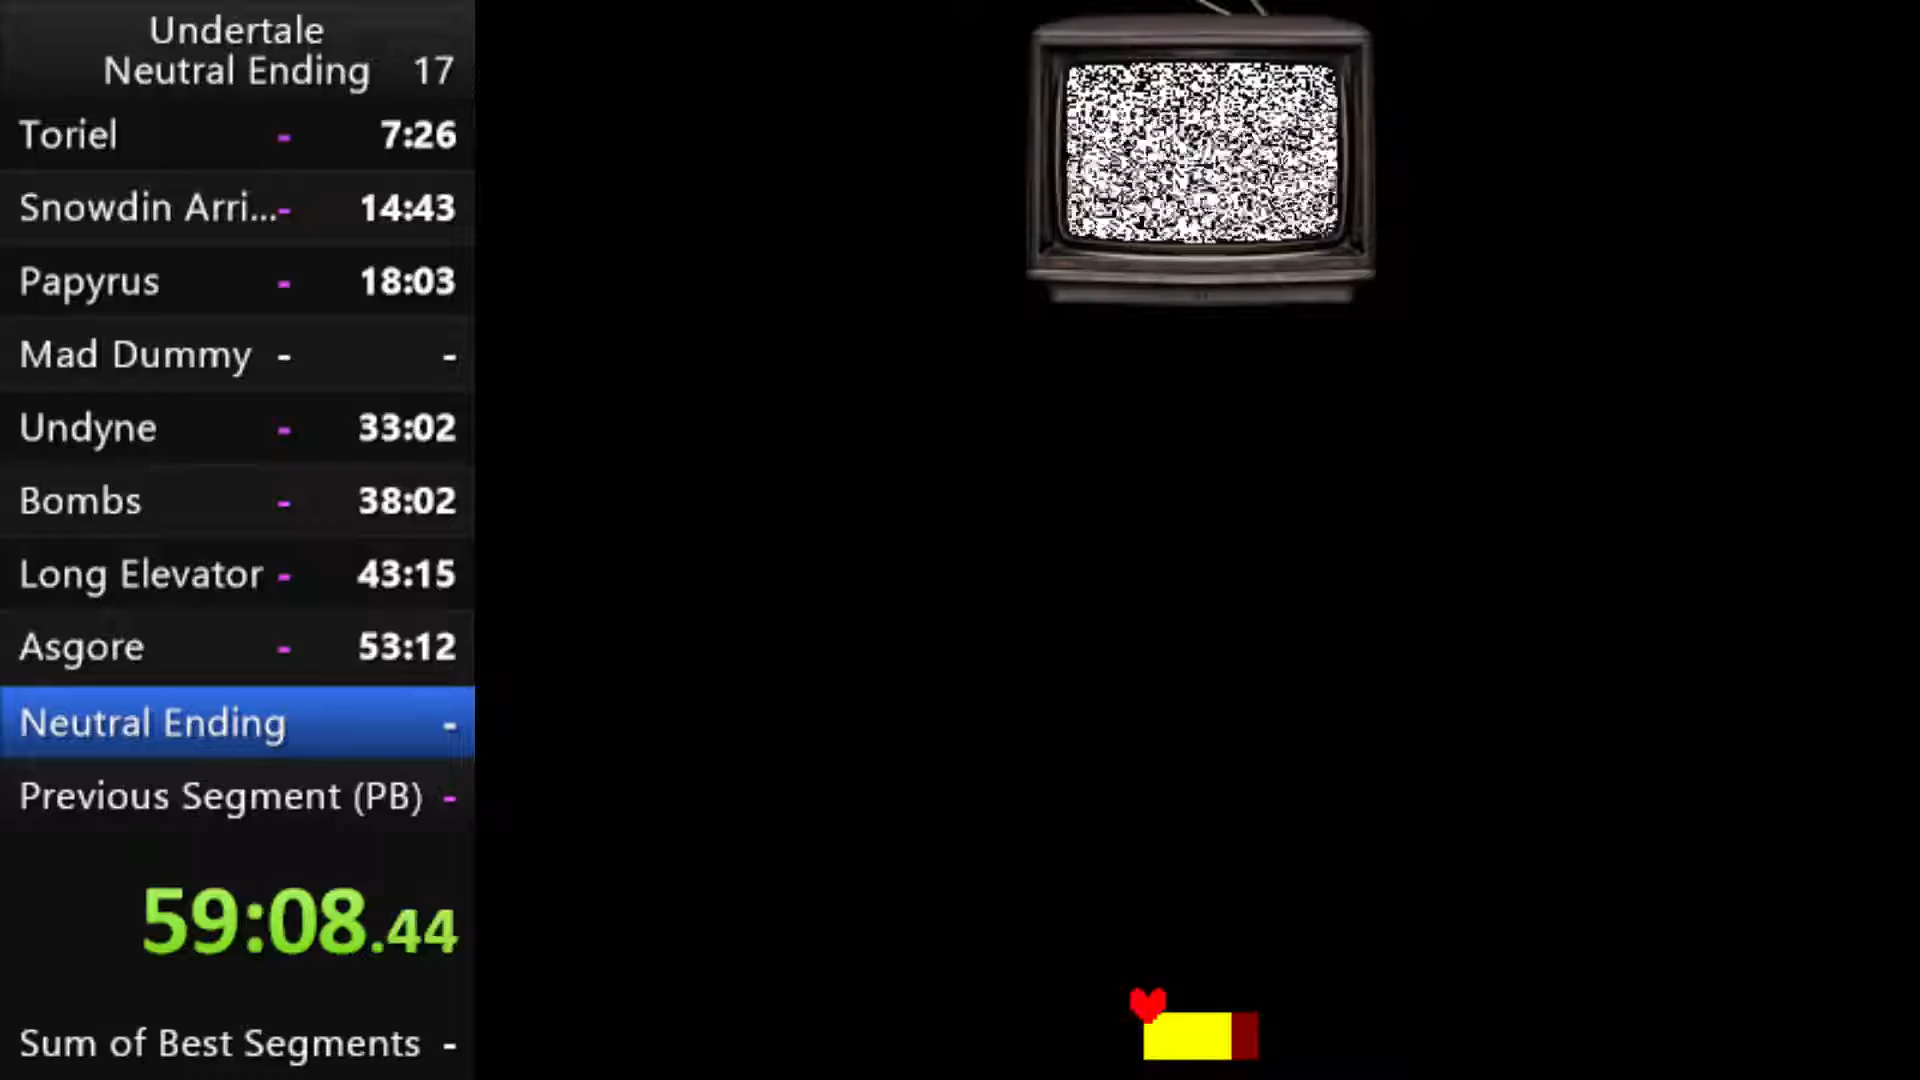 Undertale
Neutral Ending 17
Toriel - 7:26
Snowdin Arri...- 14:43
Papyrus - 18:03
Mad Dummy - -
Undyne - 33:02
Bombs - 38:02
Long Elevator - 43:15
Asgore - 53:12
Neutral Ending -
Previous Segment (PB) -
59:08.44
Sum of Best Segments -